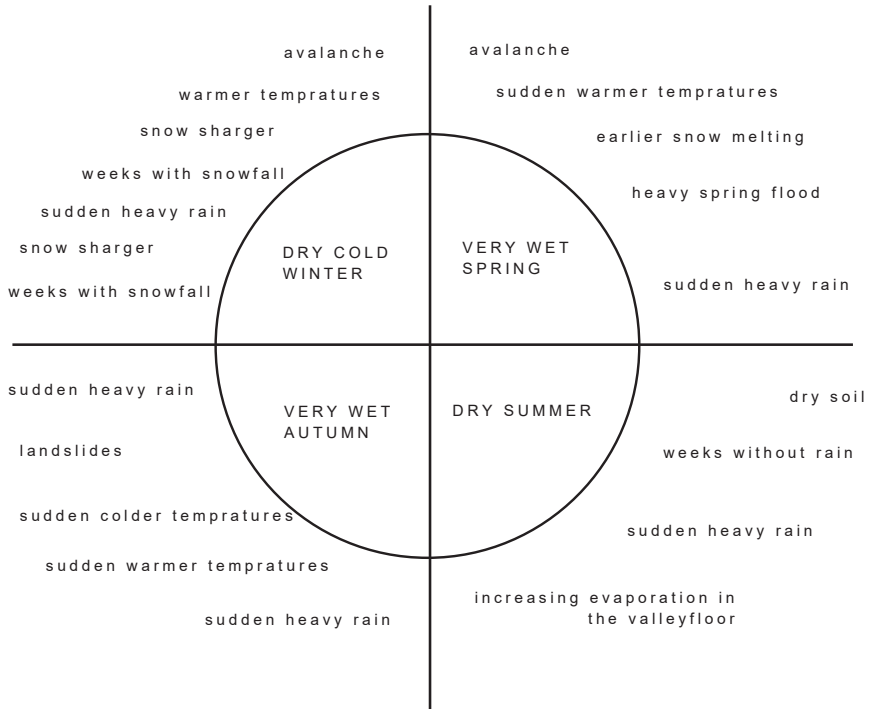 avalanche
warmer tempratures
snow sharger
weeks with snowfall
sudden heavy rain
snow sharger
weeks with snowfall
DRY COLD
WINTER
avalanche
sudden warmer tempratures
earlier snow melting
heavy spring flood
sudden heavy rain
VERY WET
SPRING
sudden heavy rain
landslides
sudden colder tempratures
sudden warmer tempratures
sudden heavy rain
VERY WET
AUTUMN
DRY SUMMER
dry soil
weeks without rain
sudden heavy rain
increasing evaporation in
the valleyfloor